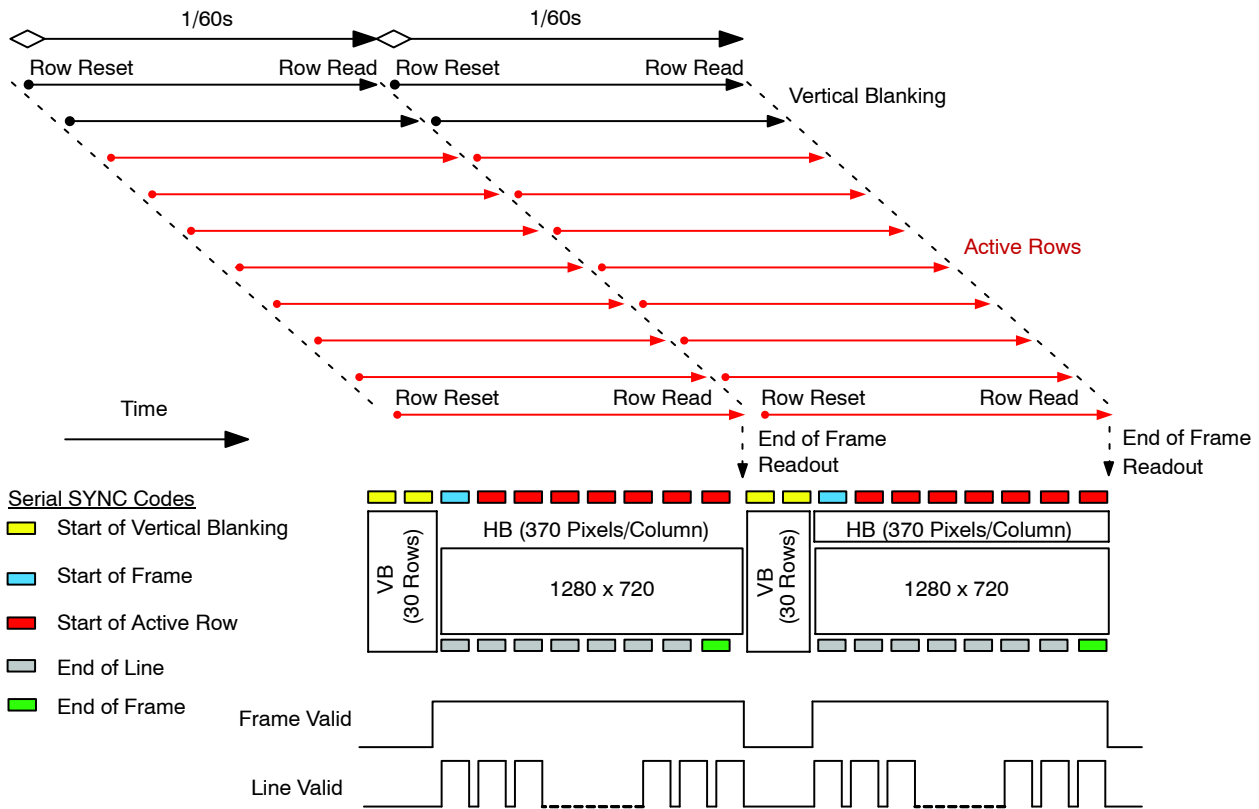 1/60s
1/60s
Row Reset
Row Read
Row Reset
Row Read
Vertical Blanking
Active Rows
Row Reset
Row Read
Row Reset
Row Read
Time
End of Frame
Readout
End of Frame
Readout
Serial SYNC Codes
Start of Vertical Blanking
Start of Frame
Start of Active Row
End of Line
End of Frame
VB
(30 Rows)
HB (370 Pixels/Column)
1280 x 720
VB
(30 Rows)
HB (370 Pixels/Column)
1280 x 720
Frame Valid
Line Valid